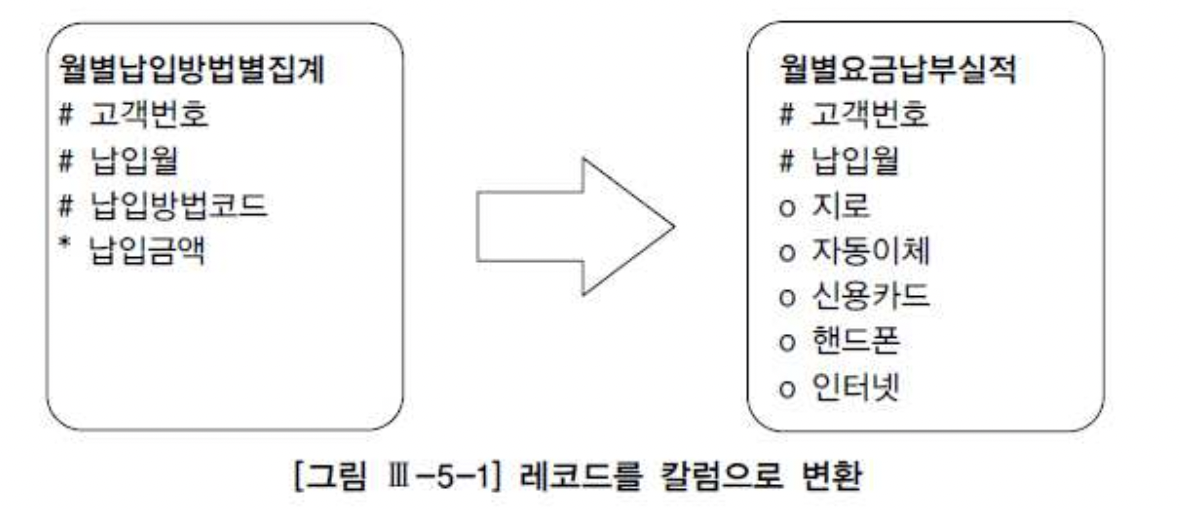 월별납입방법별집계
# 고객번호
# 납입월
# 납입방법코드
* 납입금액
월별요금납부실적
# 고객번호
# 납입월
o 지로
o 자동이체
o 신용카드
o 핸드폰
o 인터넷
[그림 Ⅲ-5-1] 레코드를 칼럼으로 변환